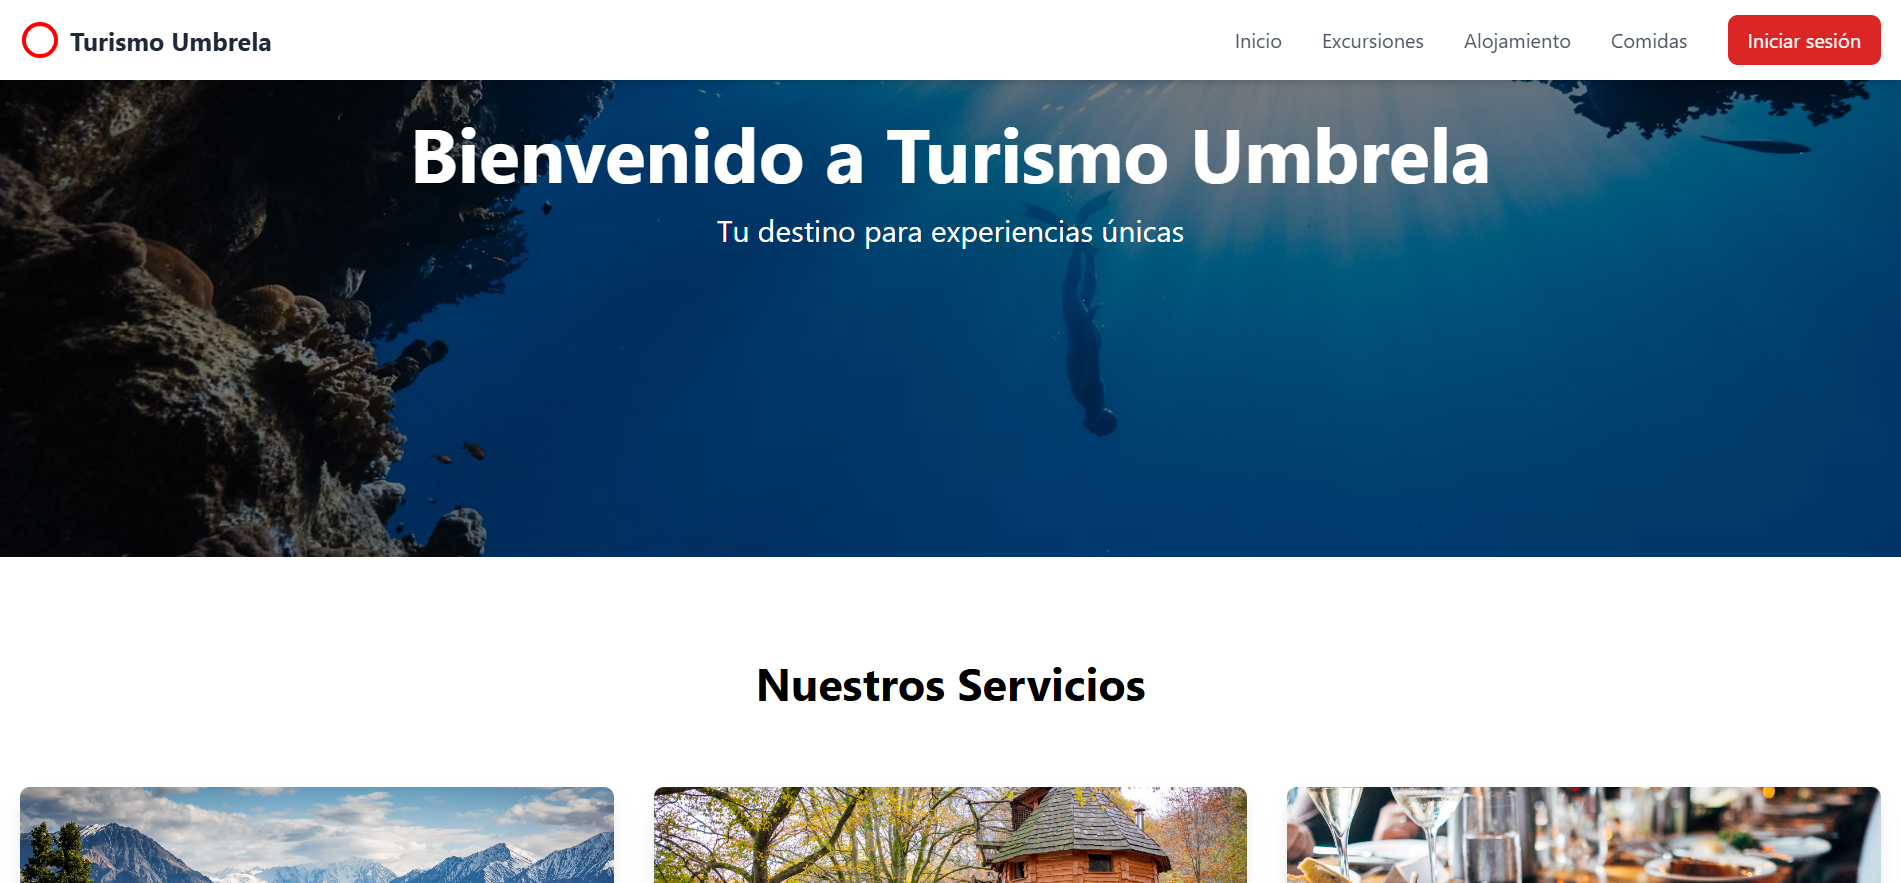 Turismo Umbrela
Inicio
Excursiones
Alojamiento
Comidas
Iniciar sesión
Bienvenido a Turismo Umbrela
Tu destino para experiencias únicas
Nuestros Servicios